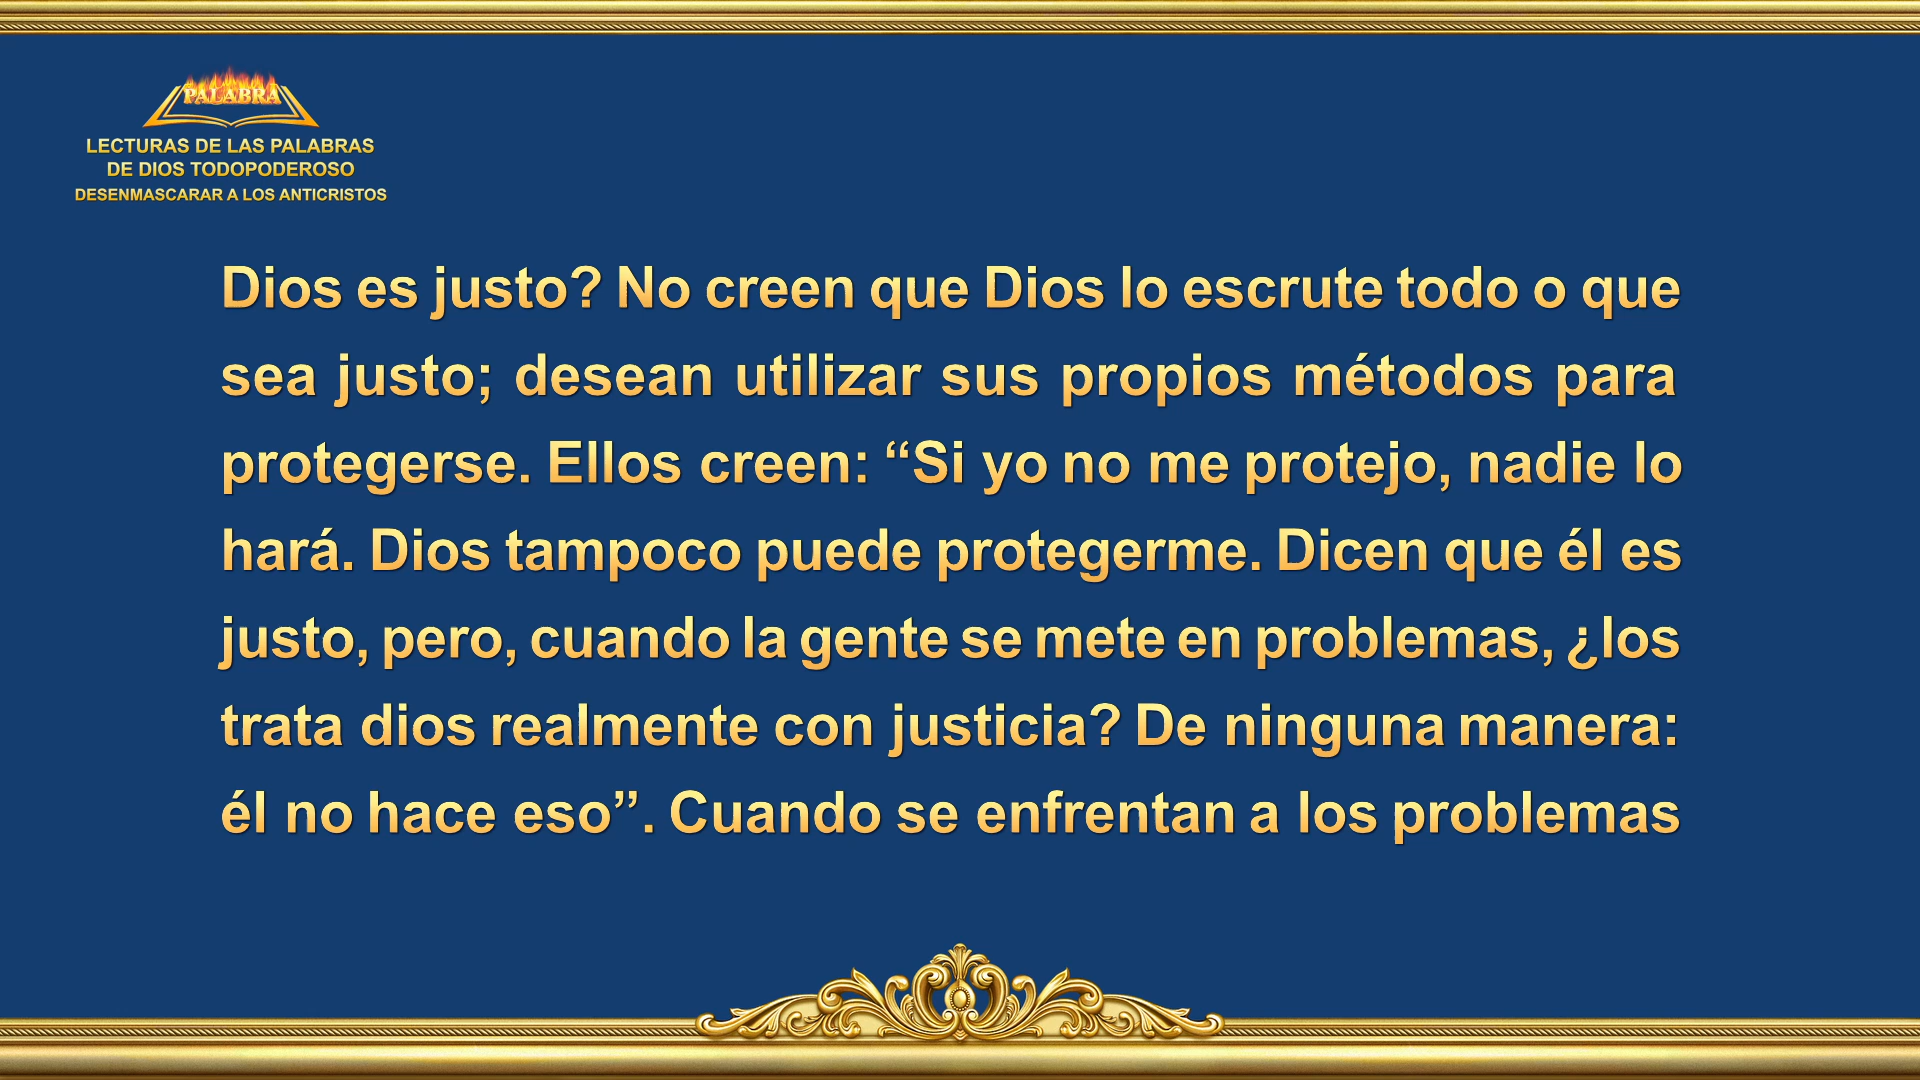 PALABRA
LECTURAS DE LAS PALABRAS
DE DIOS TODOPODEROSO
DESENMASCARAR A LOS ANTICRISTOS
Dios es justo? No creen que Dios lo escrute todo o que
sea justo; desean utilizar sus propios métodos para
protegerse. Ellos creen: “Si yo no me protejo, nadie lo
hará. Dios tampoco puede protegerme. Dicen que él es
justo, pero, cuando la gente se mete en problemas, ¿los
trata dios realmente con justicia? De ninguna manera:
él no hace eso”. Cuando se enfrentan a los problemas